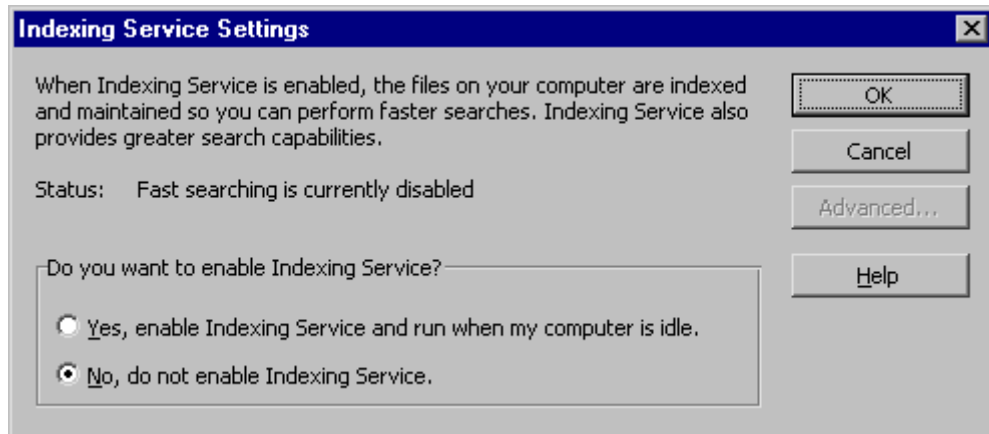 Indexing Service Settings
When Indexing Service is enabled, the files on your computer are indexed
and maintained so you can perform faster searches. Indexing Service also
provides greater search capabilities.
Status: Fast searching is currently disabled
Do you want to enable Indexing Service?
Yes, enable Indexing Service and run when my computer is idle.
No, do not enable Indexing Service.
OK
Cancel
Advanced...
Help